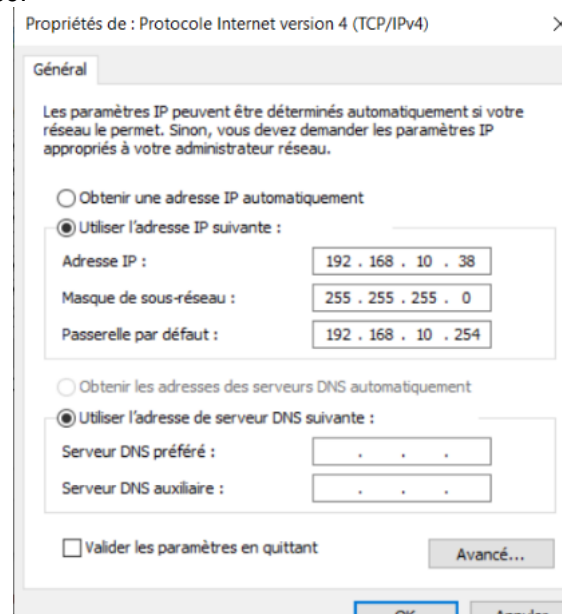 Propriétés de : Protocole Internet version 4 (TCP/IPv4)
Général
Les paramètres IP peuvent être déterminés automatiquement si votre
réseau le permet. Sinon, vous devez demander les paramètres IP
appropriés à votre administrateur réseau.
Obtenir une adresse IP automatiquement
Utiliser l'adresse IP suivante :
Adresse IP : 192 . 168 . 10 . 38
Masque de sous-réseau : 255 . 255 . 255 . 0
Passerelle par défaut : 192 . 168 . 10 . 254
Obtenir les adresses des serveurs DNS automatiquement
Utiliser l'adresse de serveur DNS suivante :
Serveur DNS préféré : . . .
Serveur DNS auxiliaire : . . .
Valider les paramètres en quittant Avancé...